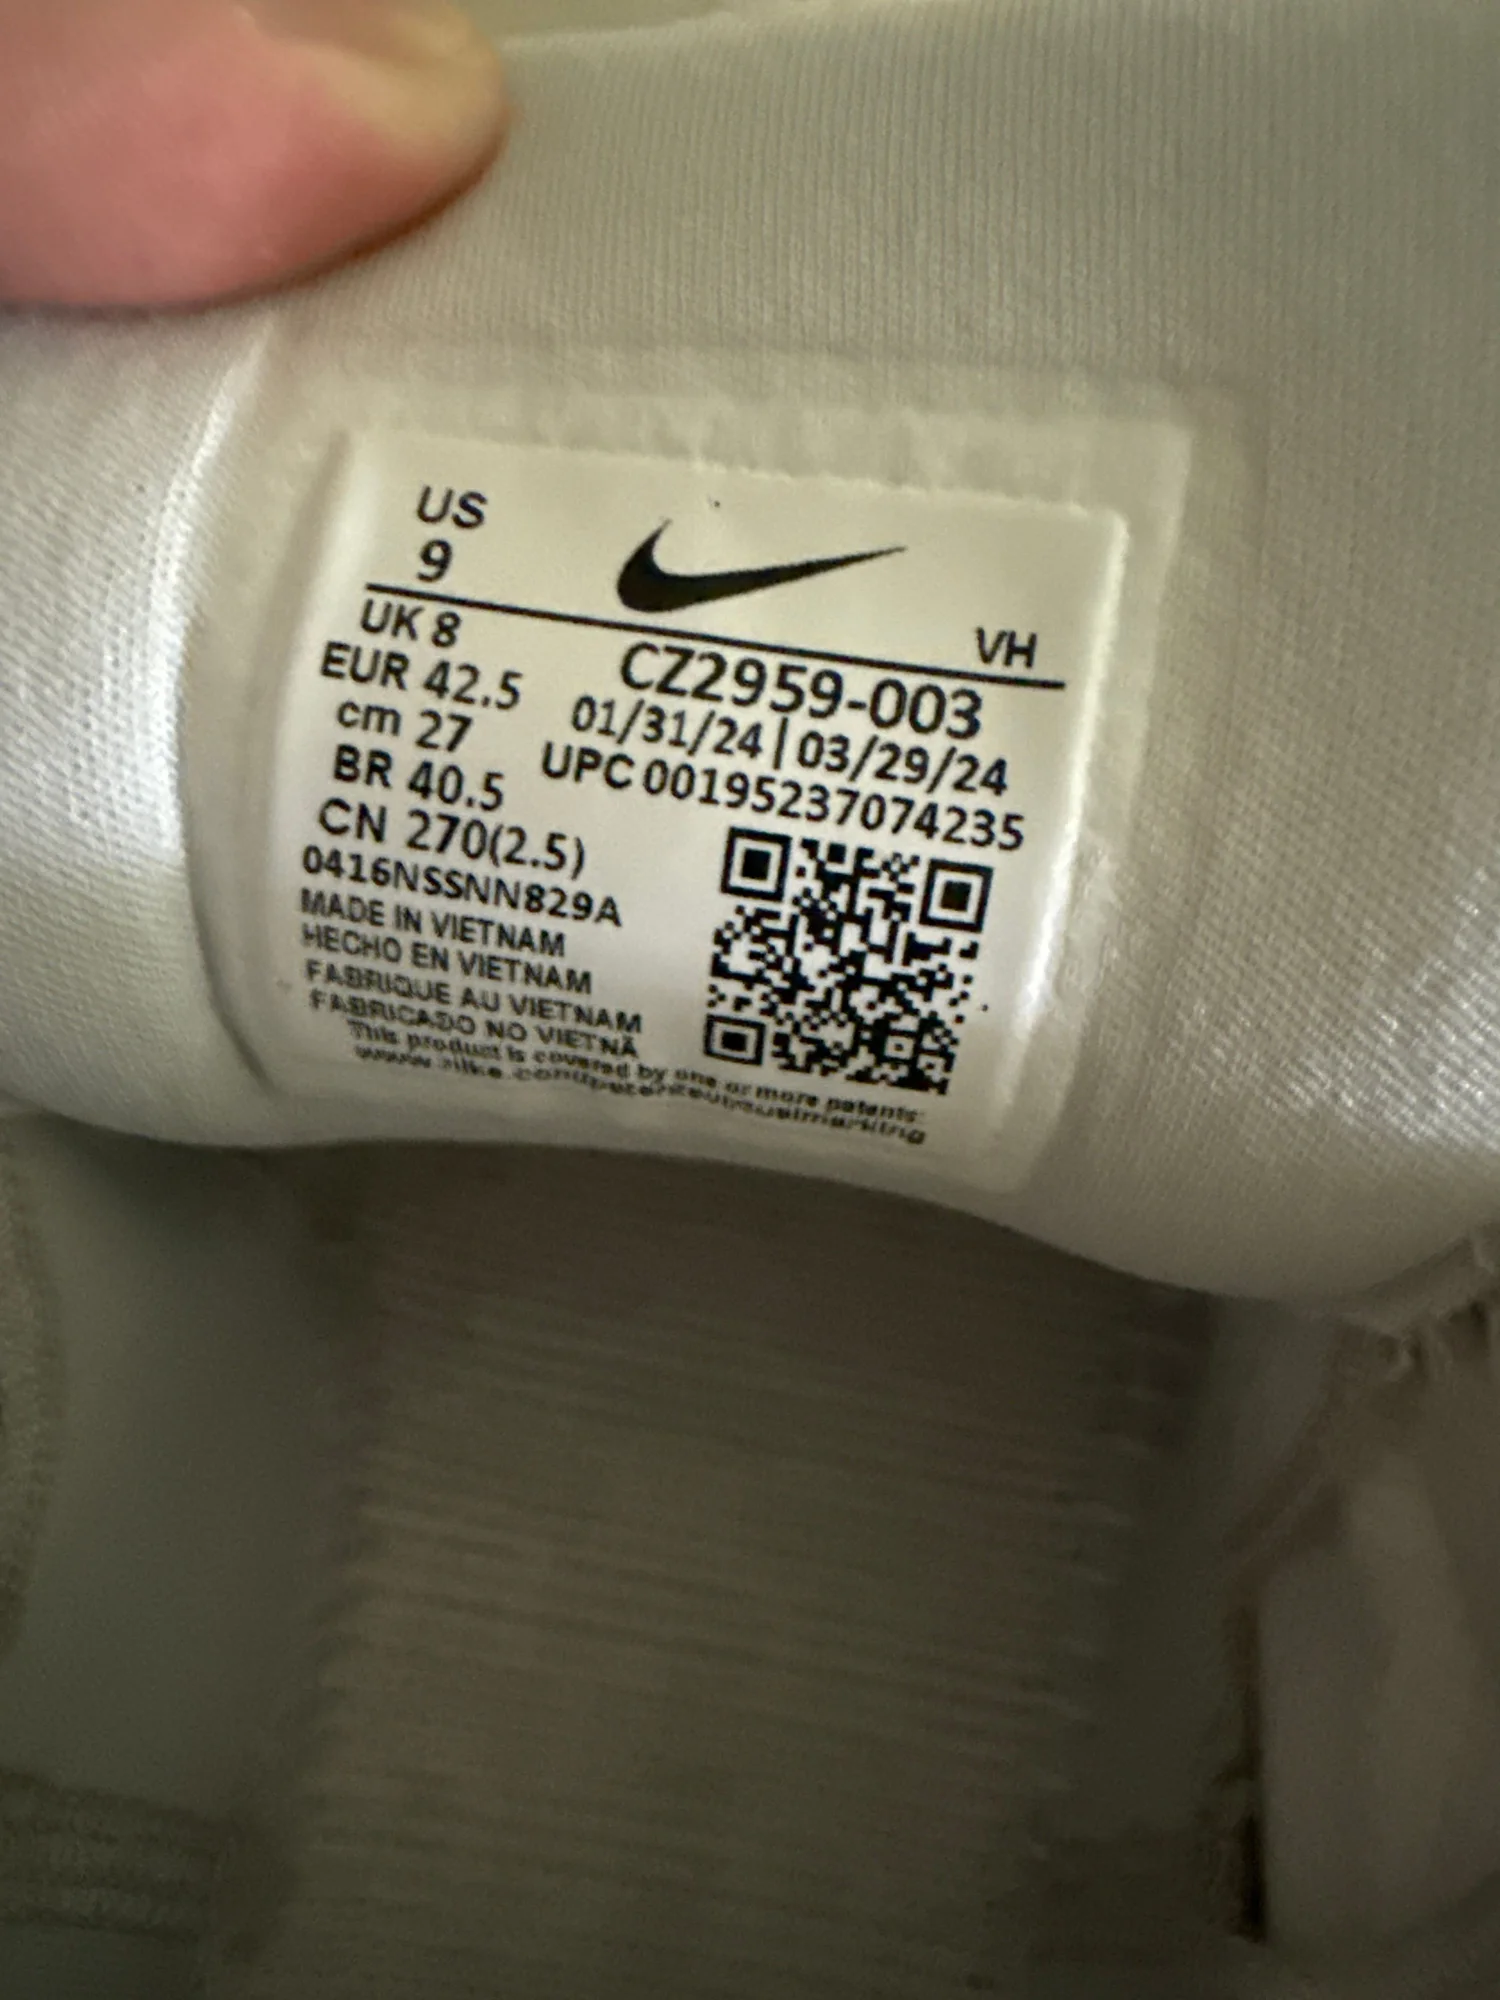 US
9
VH
UK 8
CZ2959-003
EUR 42.5
01/31/24 | 03/29/24
cm 27
UPC 00195237074235
BR 40.5
CN 270(2.5)
0416NSSNN829A
MADE IN VIETNAM
HECHO EN VIETNAM
FABRIQUE AU VIETNAM
FABRICADO NO VIETNÃ
This product is covered by one or more patents: